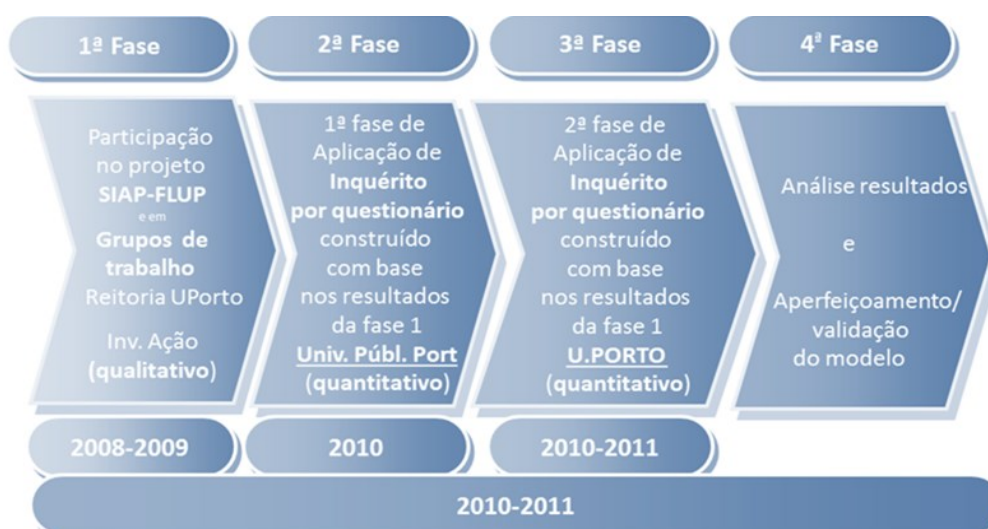 1ª Fase
2ª Fase
3ª Fase
4ª Fase
Participação
no projeto
SIAP-FLUP
e em
Grupos de
trabalho
Reitoria UPorto
Inv. Ação
(qualitativo)
1ª fase de
Aplicação de
Inquérito
por questionário
construído
com base
nos resultados
da fase 1
Univ. Públ. Port
(quantitativo)
2ª fase de
Aplicação de
Inquérito
por questionário
construído
com base
nos resultados
da fase 1
U.PORTO
(quantitativo)
Análise resultados
e
Aperfeiçoamento/
validação
do modelo
2008-2009
2010
2010-2011
2010-2011